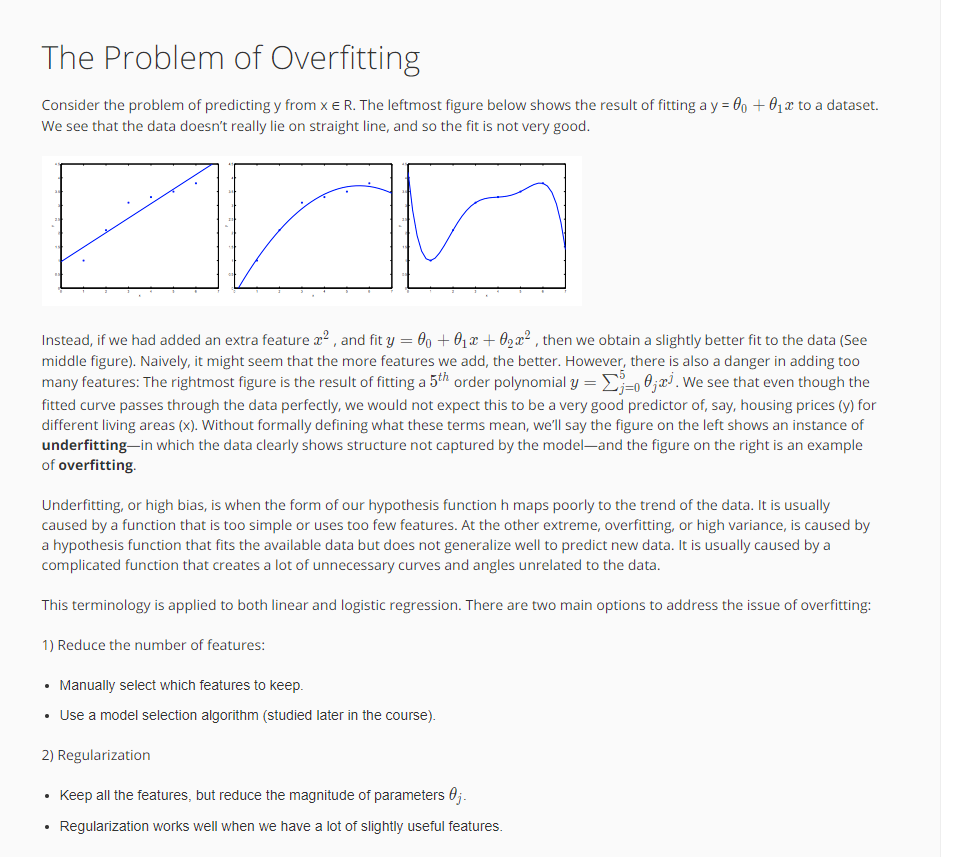 The Problem of Overfitting
Consider the problem of predicting y from x ∈ R. The leftmost figure below shows the result of fitting a y = θ₀ + θ₁x to a dataset.
We see that the data doesn't really lie on straight line, and so the fit is not very good.
Instead, if we had added an extra feature x², and fit y = θ₀ + θ₁x + θ₂x², then we obtain a slightly better fit to the data (See
middle figure). Naively, it might seem that the more features we add, the better. However, there is also a danger in adding too
many features: The rightmost figure is the result of fitting a 5ᵗʰ order polynomial y = ∑⁵ⱼ₌₀ θⱼxʲ. We see that even though the
fitted curve passes through the data perfectly, we would not expect this to be a very good predictor of, say, housing prices (y) for
different living areas (x). Without formally defining what these terms mean, we'll say the figure on the left shows an instance of
underfitting—in which the data clearly shows structure not captured by the model—and the figure on the right is an example
of overfitting.
Underfitting, or high bias, is when the form of our hypothesis function h maps poorly to the trend of the data. It is usually
caused by a function that is too simple or uses too few features. At the other extreme, overfitting, or high variance, is caused by
a hypothesis function that fits the available data but does not generalize well to predict new data. It is usually caused by a
complicated function that creates a lot of unnecessary curves and angles unrelated to the data.
This terminology is applied to both linear and logistic regression. There are two main options to address the issue of overfitting:
1) Reduce the number of features:
• Manually select which features to keep.
• Use a model selection algorithm (studied later in the course).
2) Regularization
• Keep all the features, but reduce the magnitude of parameters θⱼ.
• Regularization works well when we have a lot of slightly useful features.